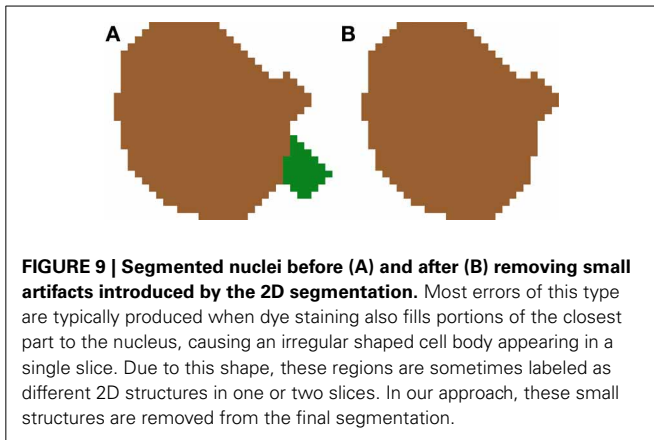 A B
FIGURE 9 | Segmented nuclei before (A) and after (B) removing small
artifacts introduced by the 2D segmentation. Most errors of this type
are typically produced when dye staining also fills portions of the closest
part to the nucleus, causing an irregular shaped cell body appearing in a
single slice. Due to this shape, these regions are sometimes labeled as
different 2D structures in one or two slices. In our approach, these small
structures are removed from the final segmentation.